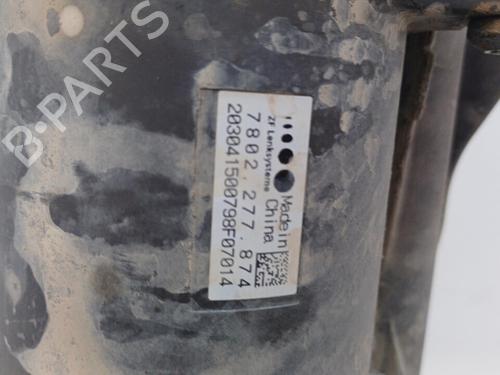 B-PARTS
Made in
China
ZF Lenksysteme
7802.277.874
203041500798F07014